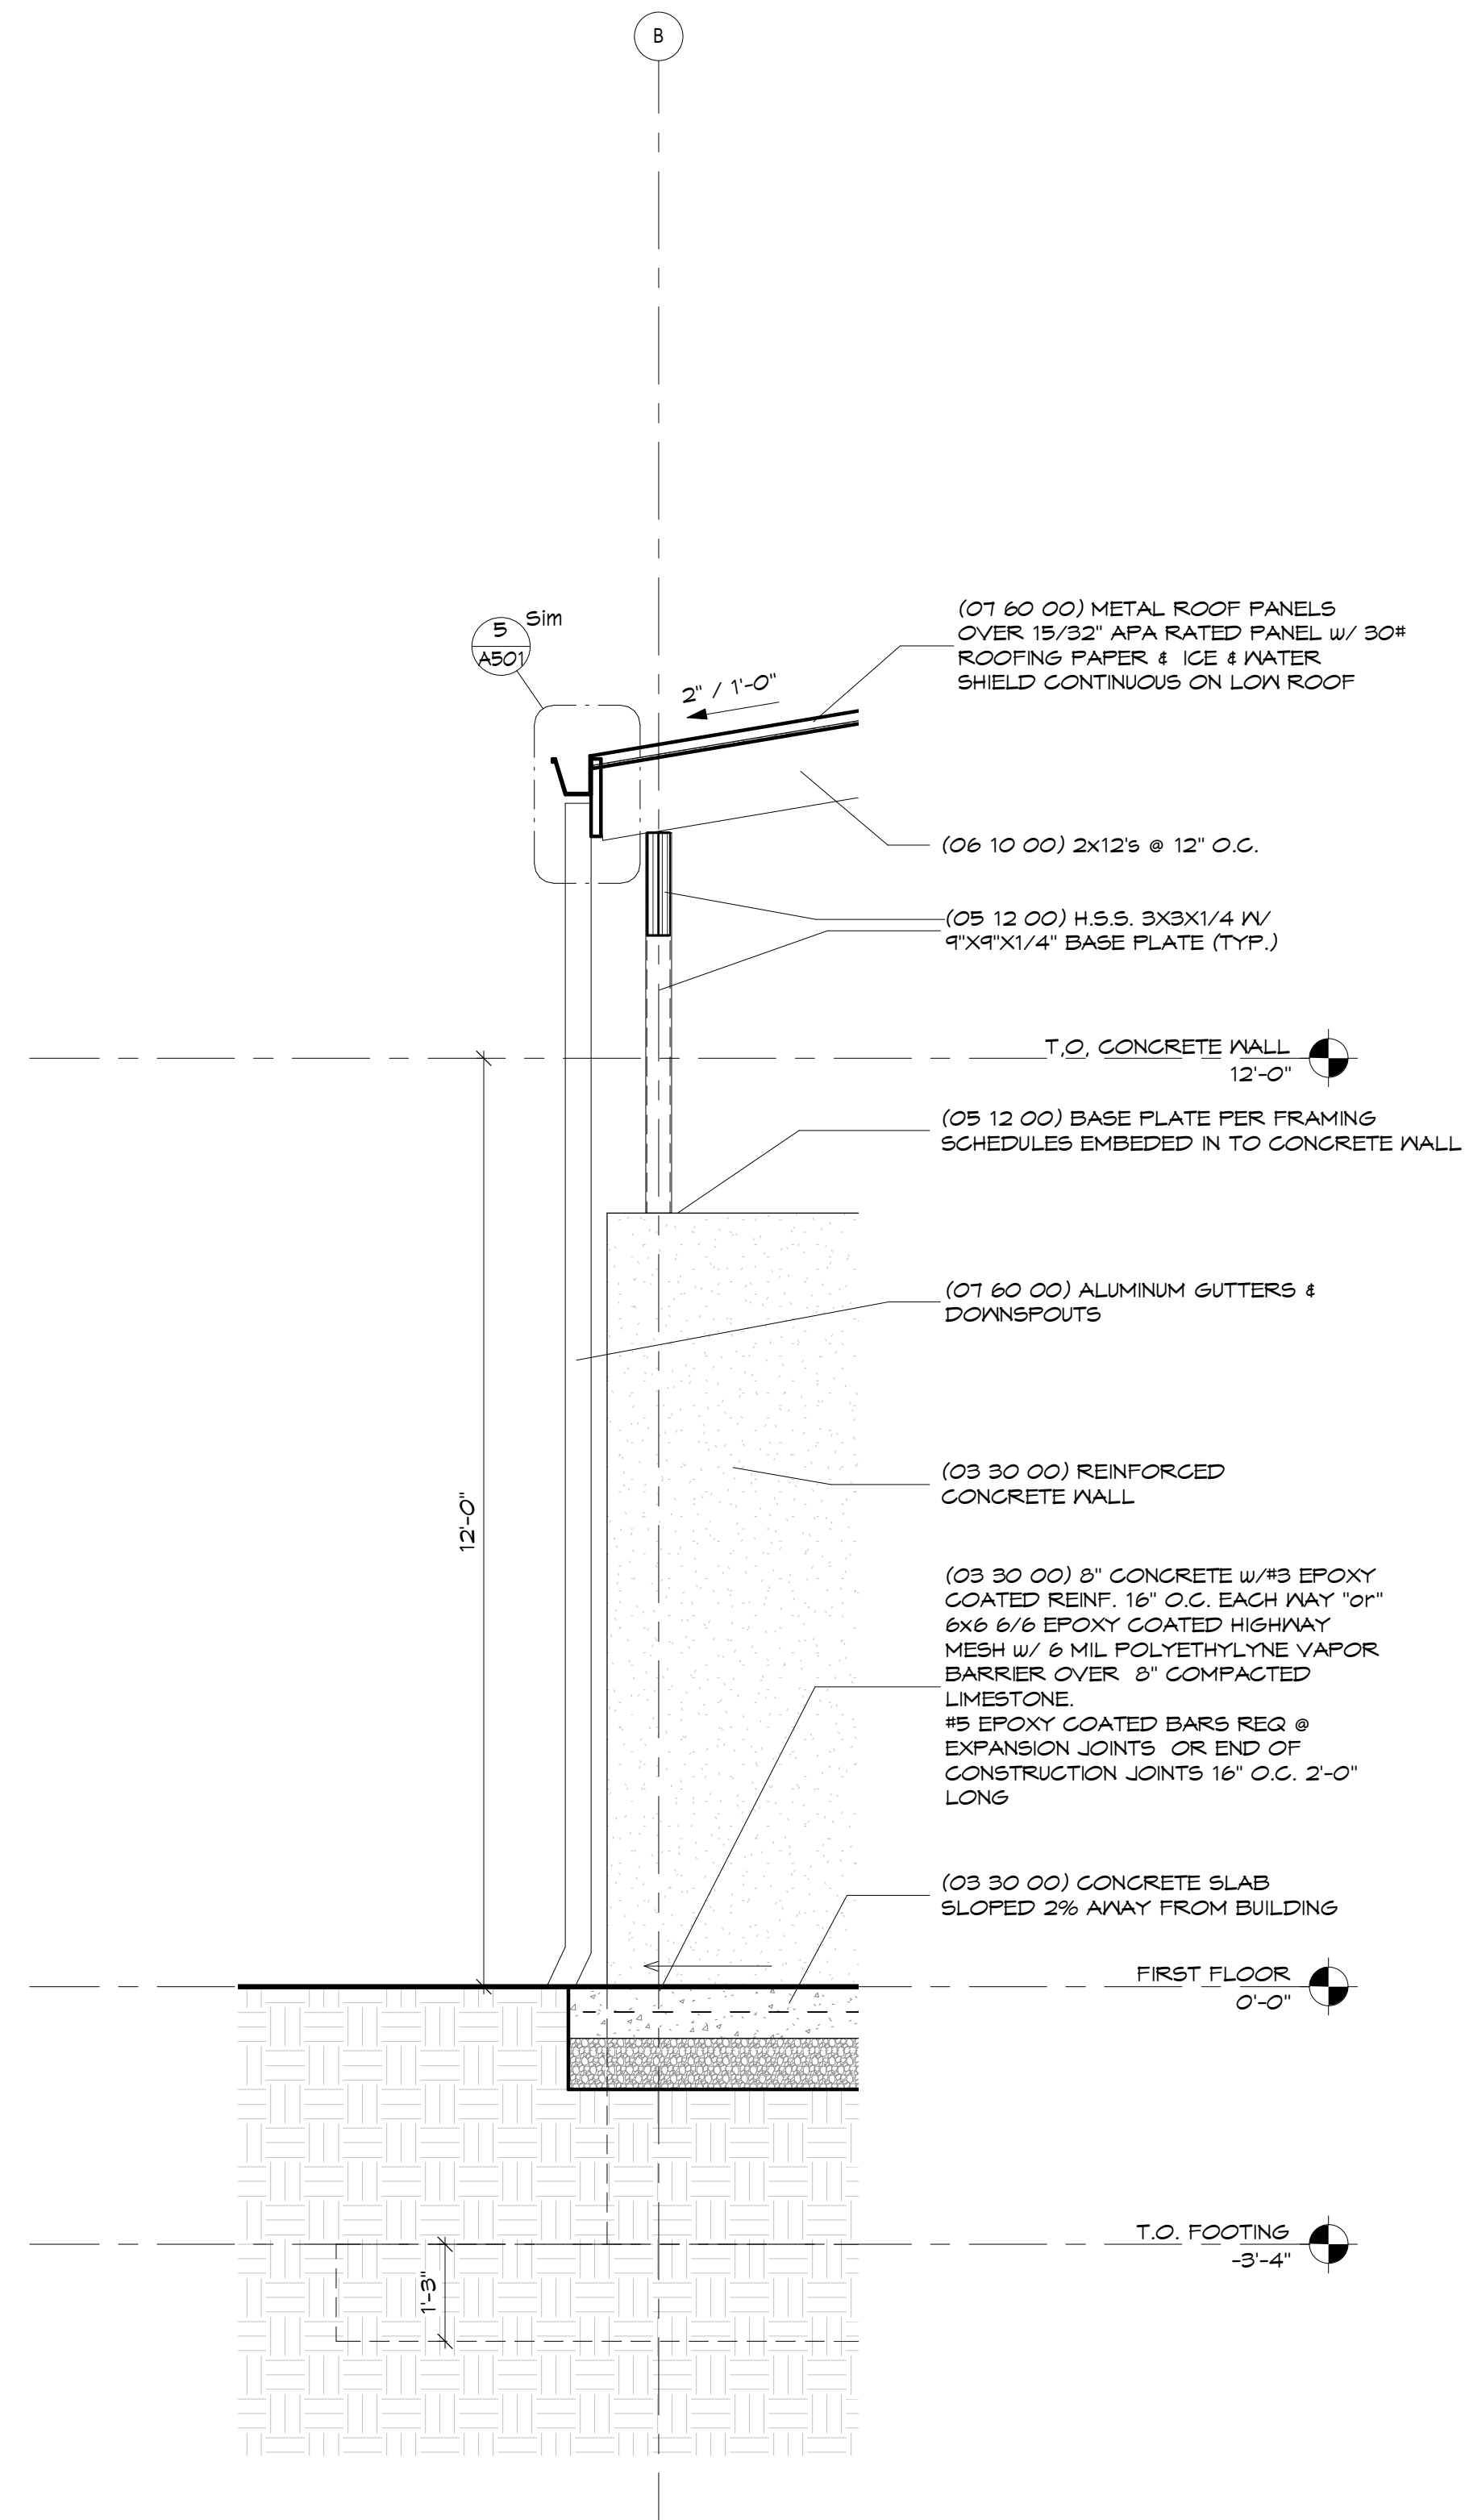 B
Sim
5
A501
2" / 1'-0"
(07 60 00) METAL ROOF PANELS
OVER 15/32" APA RATED PANEL w/ 30#
ROOFING PAPER & ICE & WATER
SHIELD CONTINUOUS ON LOW ROOF
(06 10 00) 2x12's @ 12" O.C.
(05 12 00) H.S.S. 3X3X1/4 W/
9"X9"X1/4" BASE PLATE (TYP.)
T,O, CONCRETE WALL
12'-0"
(05 12 00) BASE PLATE PER FRAMING
SCHEDULES EMBEDED IN TO CONCRETE WALL
(07 60 00) ALUMINUM GUTTERS &
DOWNSPOUTS
(03 30 00) REINFORCED
CONCRETE WALL
12'-0"
(03 30 00) 8" CONCRETE w/#3 EPOXY
COATED REINF. 16" O.C. EACH WAY "or"
6x6 6/6 EPOXY COATED HIGHWAY
MESH w/ 6 MIL POLYETHYLYNE VAPOR
BARRIER OVER 8" COMPACTED
LIMESTONE.
#5 EPOXY COATED BARS REQ @
EXPANSION JOINTS OR END OF
CONSTRUCTION JOINTS 16" O.C. 2'-0"
LONG
(03 30 00) CONCRETE SLAB
SLOPED 2% AWAY FROM BUILDING
FIRST FLOOR
0'-0"
T.O. FOOTING
-3'-4"
1'-3"